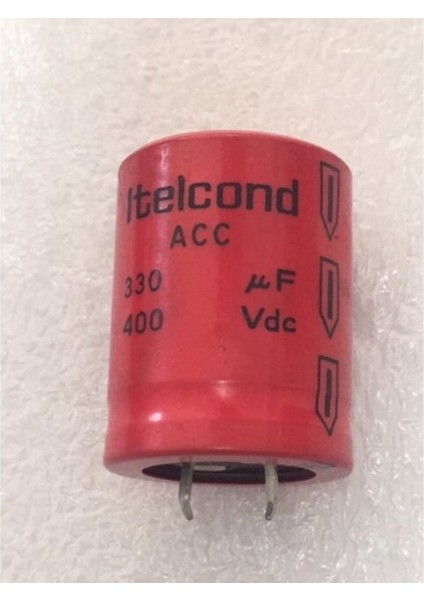 Itelcond
ACC
330 μF
400 Vdc